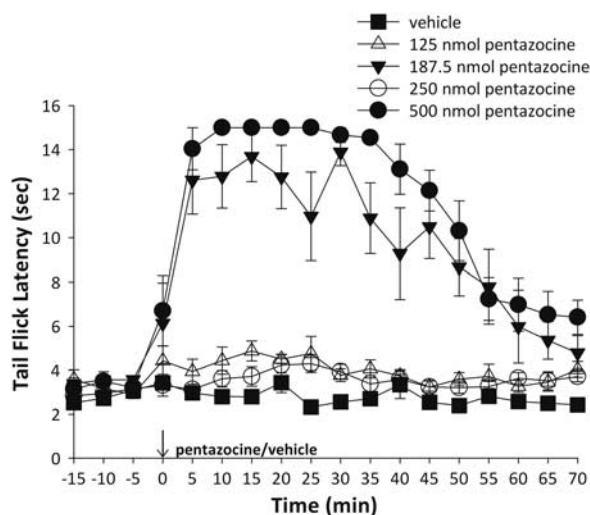 vehicle
125 nmol pentazocine
187.5 nmol pentazocine
250 nmol pentazocine
500 nmol pentazocine
16
14
12
10
8
6
4
2
0
Tail Flick Latency (sec)
pentazocine/vehicle
-15 -10 -5 0 5 10 15 20 25 30 35 40 45 50 55 60 65 70
Time (min)